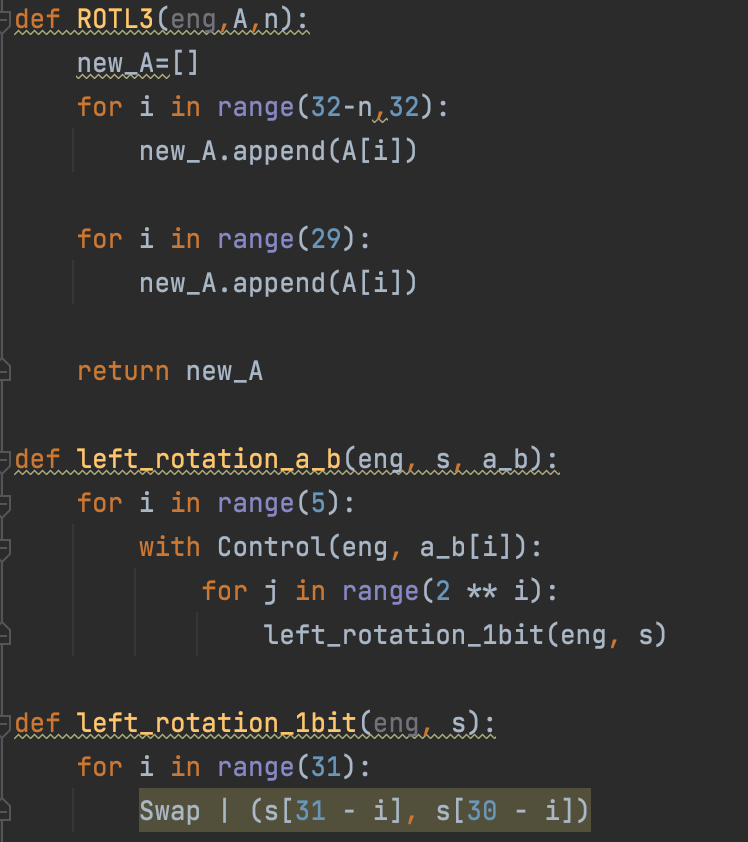 def ROTL3(eng,A,n):
    new_A=[]
    for i in range(32-n,32):
        new_A.append(A[i])

    for i in range(29):
        new_A.append(A[i])

    return new_A

def left_rotation_a_b(eng, s, a_b):
    for i in range(5):
        with Control(eng, a_b[i]):
            for j in range(2 ** i):
                left_rotation_1bit(eng, s)

def left_rotation_1bit(eng, s):
    for i in range(31):
        Swap | (s[31 - i], s[30 - i])